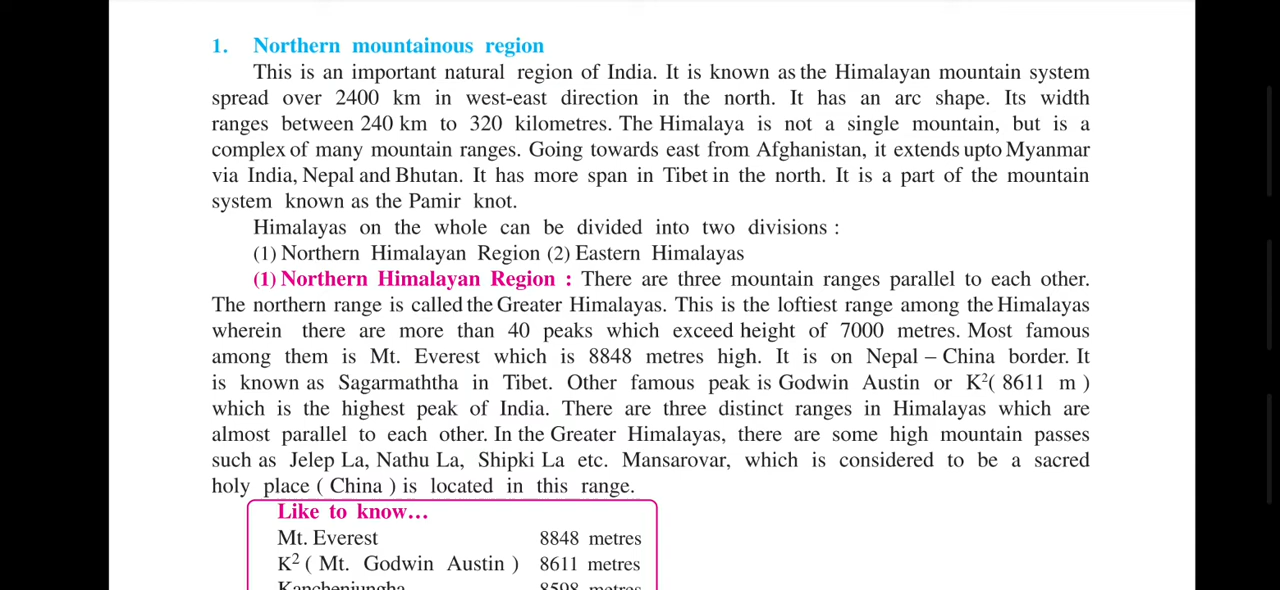 1. Northern mountainous region
This is an important natural region of India. It is known as the Himalayan mountain system
spread over 2400 km in west-east direction in the north. It has an arc shape. Its width
ranges between 240 km to 320 kilometres. The Himalaya is not a single mountain, but is a
complex of many mountain ranges. Going towards east from Afghanistan, it extends upto Myanmar
via India, Nepal and Bhutan. It has more span in Tibet in the north. It is a part of the mountain
system known as the Pamir knot.
Himalayas on the whole can be divided into two divisions :
(1) Northern Himalayan Region (2) Eastern Himalayas
(1) Northern Himalayan Region : There are three mountain ranges parallel to each other.
The northern range is called the Greater Himalayas. This is the loftiest range among the Himalayas
wherein there are more than 40 peaks which exceed height of 7000 metres. Most famous
among them is Mt. Everest which is 8848 metres high. It is on Nepal – China border. It
is known as Sagarmaththa in Tibet. Other famous peak is Godwin Austin or K²( 8611 m )
which is the highest peak of India. There are three distinct ranges in Himalayas which are
almost parallel to each other. In the Greater Himalayas, there are some high mountain passes
such as Jelep La, Nathu La, Shipki La etc. Mansarovar, which is considered to be a sacred
holy place ( China ) is located in this range.
Like to know...
Mt. Everest 8848 metres
K² ( Mt. Godwin Austin ) 8611 metres
Kanchenjungha 8598 metres